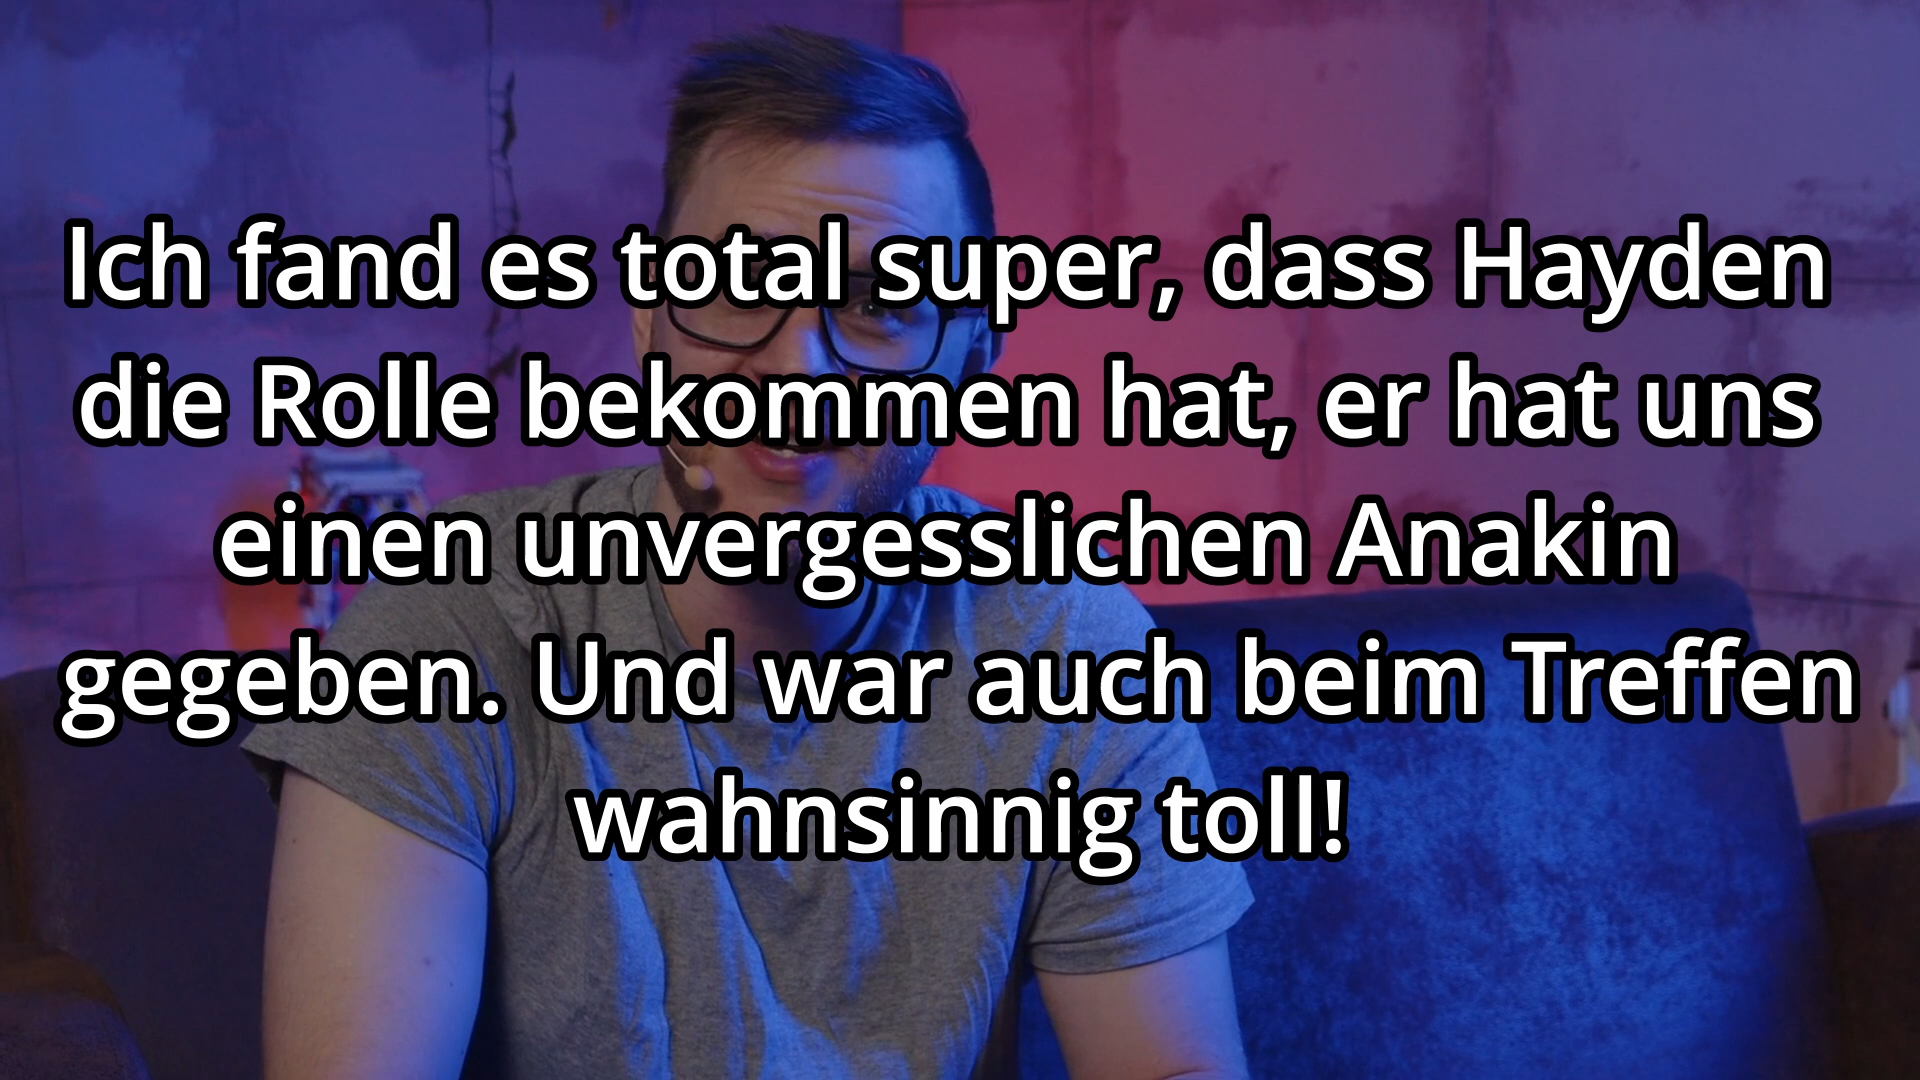 Ich fand es total super, dass Hayden
die Rolle bekommen hat, er hat uns
einen unvergesslichen Anakin
gegeben. Und war auch beim Treffen
wahnsinnig toll!